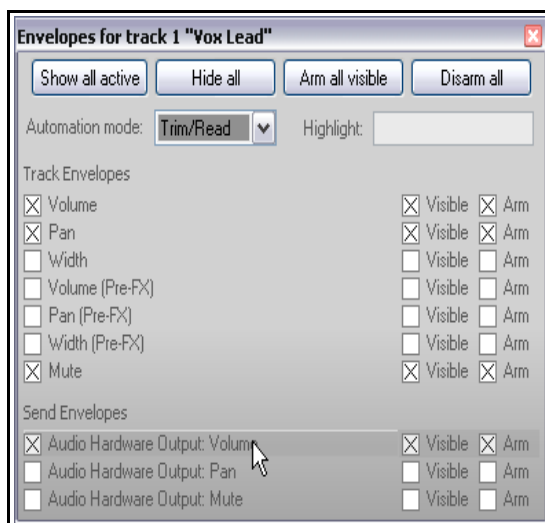 Envelopes for track 1 "Vox Lead"
Show all active Hide all Arm all visible Disarm all
Automation mode: Trim/Read Highlight:
Track Envelopes
Volume Visible Arm
Pan Visible Arm
Width Visible Arm
Volume (Pre-FX) Visible Arm
Pan (Pre-FX) Visible Arm
Width (Pre-FX) Visible Arm
Mute Visible Arm
Send Envelopes
Audio Hardware Output: Volume Visible Arm
Audio Hardware Output: Pan Visible Arm
Audio Hardware Output: Mute Visible Arm